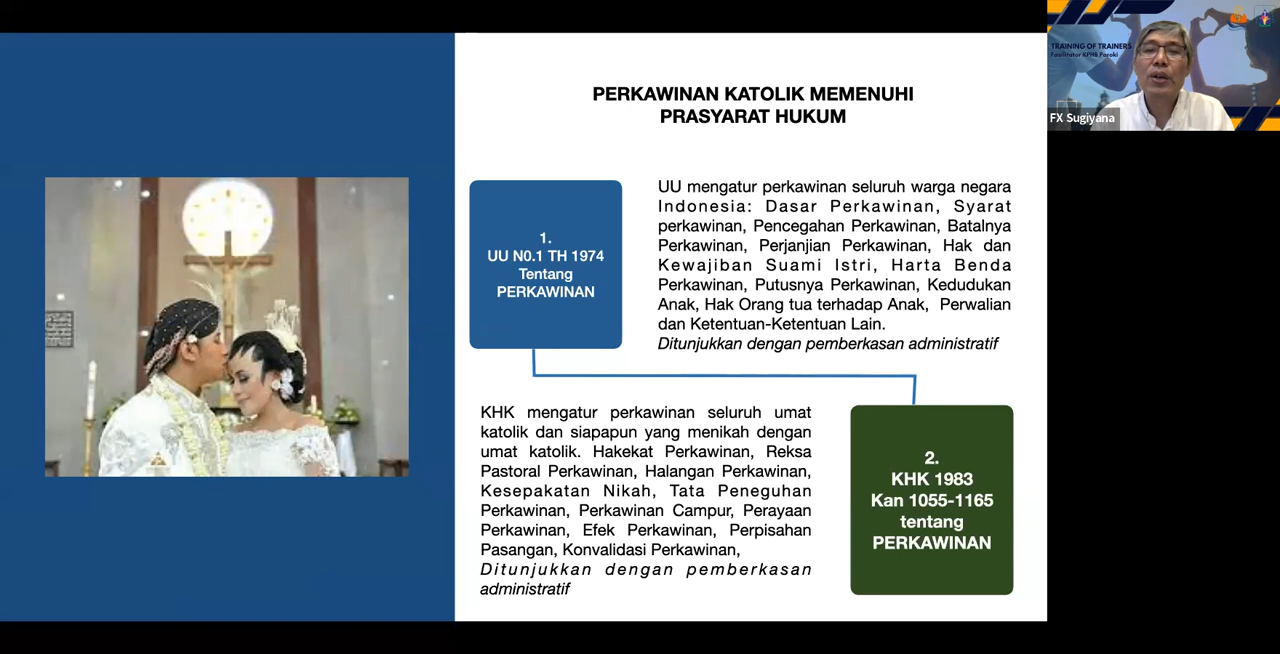 PERKAWINAN KATOLIK MEMENUHI
PRASYARAT HUKUM
1.
UU N0.1 TH 1974
Tentang
PERKAWINAN
UU mengatur perkawinan seluruh warga negara
Indonesia: Dasar Perkawinan, Syarat
perkawinan, Pencegahan Perkawinan, Batalnya
Perkawinan, Perjanjian Perkawinan, Hak dan
Kewajiban Suami Istri, Harta Benda
Perkawinan, Putusnya Perkawinan, Kedudukan
Anak, Hak Orang tua terhadap Anak, Perwalian
dan Ketentuan-Ketentuan Lain.
Ditunjukkan dengan pemberkasan administratif
KHK mengatur perkawinan seluruh umat
katolik dan siapapun yang menikah dengan
umat katolik. Hakekat Perkawinan, Reksa
Pastoral Perkawinan, Halangan Perkawinan,
Kesepakatan Nikah, Tata Peneguhan
Perkawinan, Perkawinan Campur, Perayaan
Perkawinan, Efek Perkawinan, Perpisahan
Pasangan, Konvalidasi Perkawinan,
Ditunjukkan dengan pemberkasan
administratif
2.
KHK 1983
Kan 1055-1165
tentang
PERKAWINAN
TRAINING OF TRAINERS
Fasilitator KPHB Paroki
FX Sugiyana